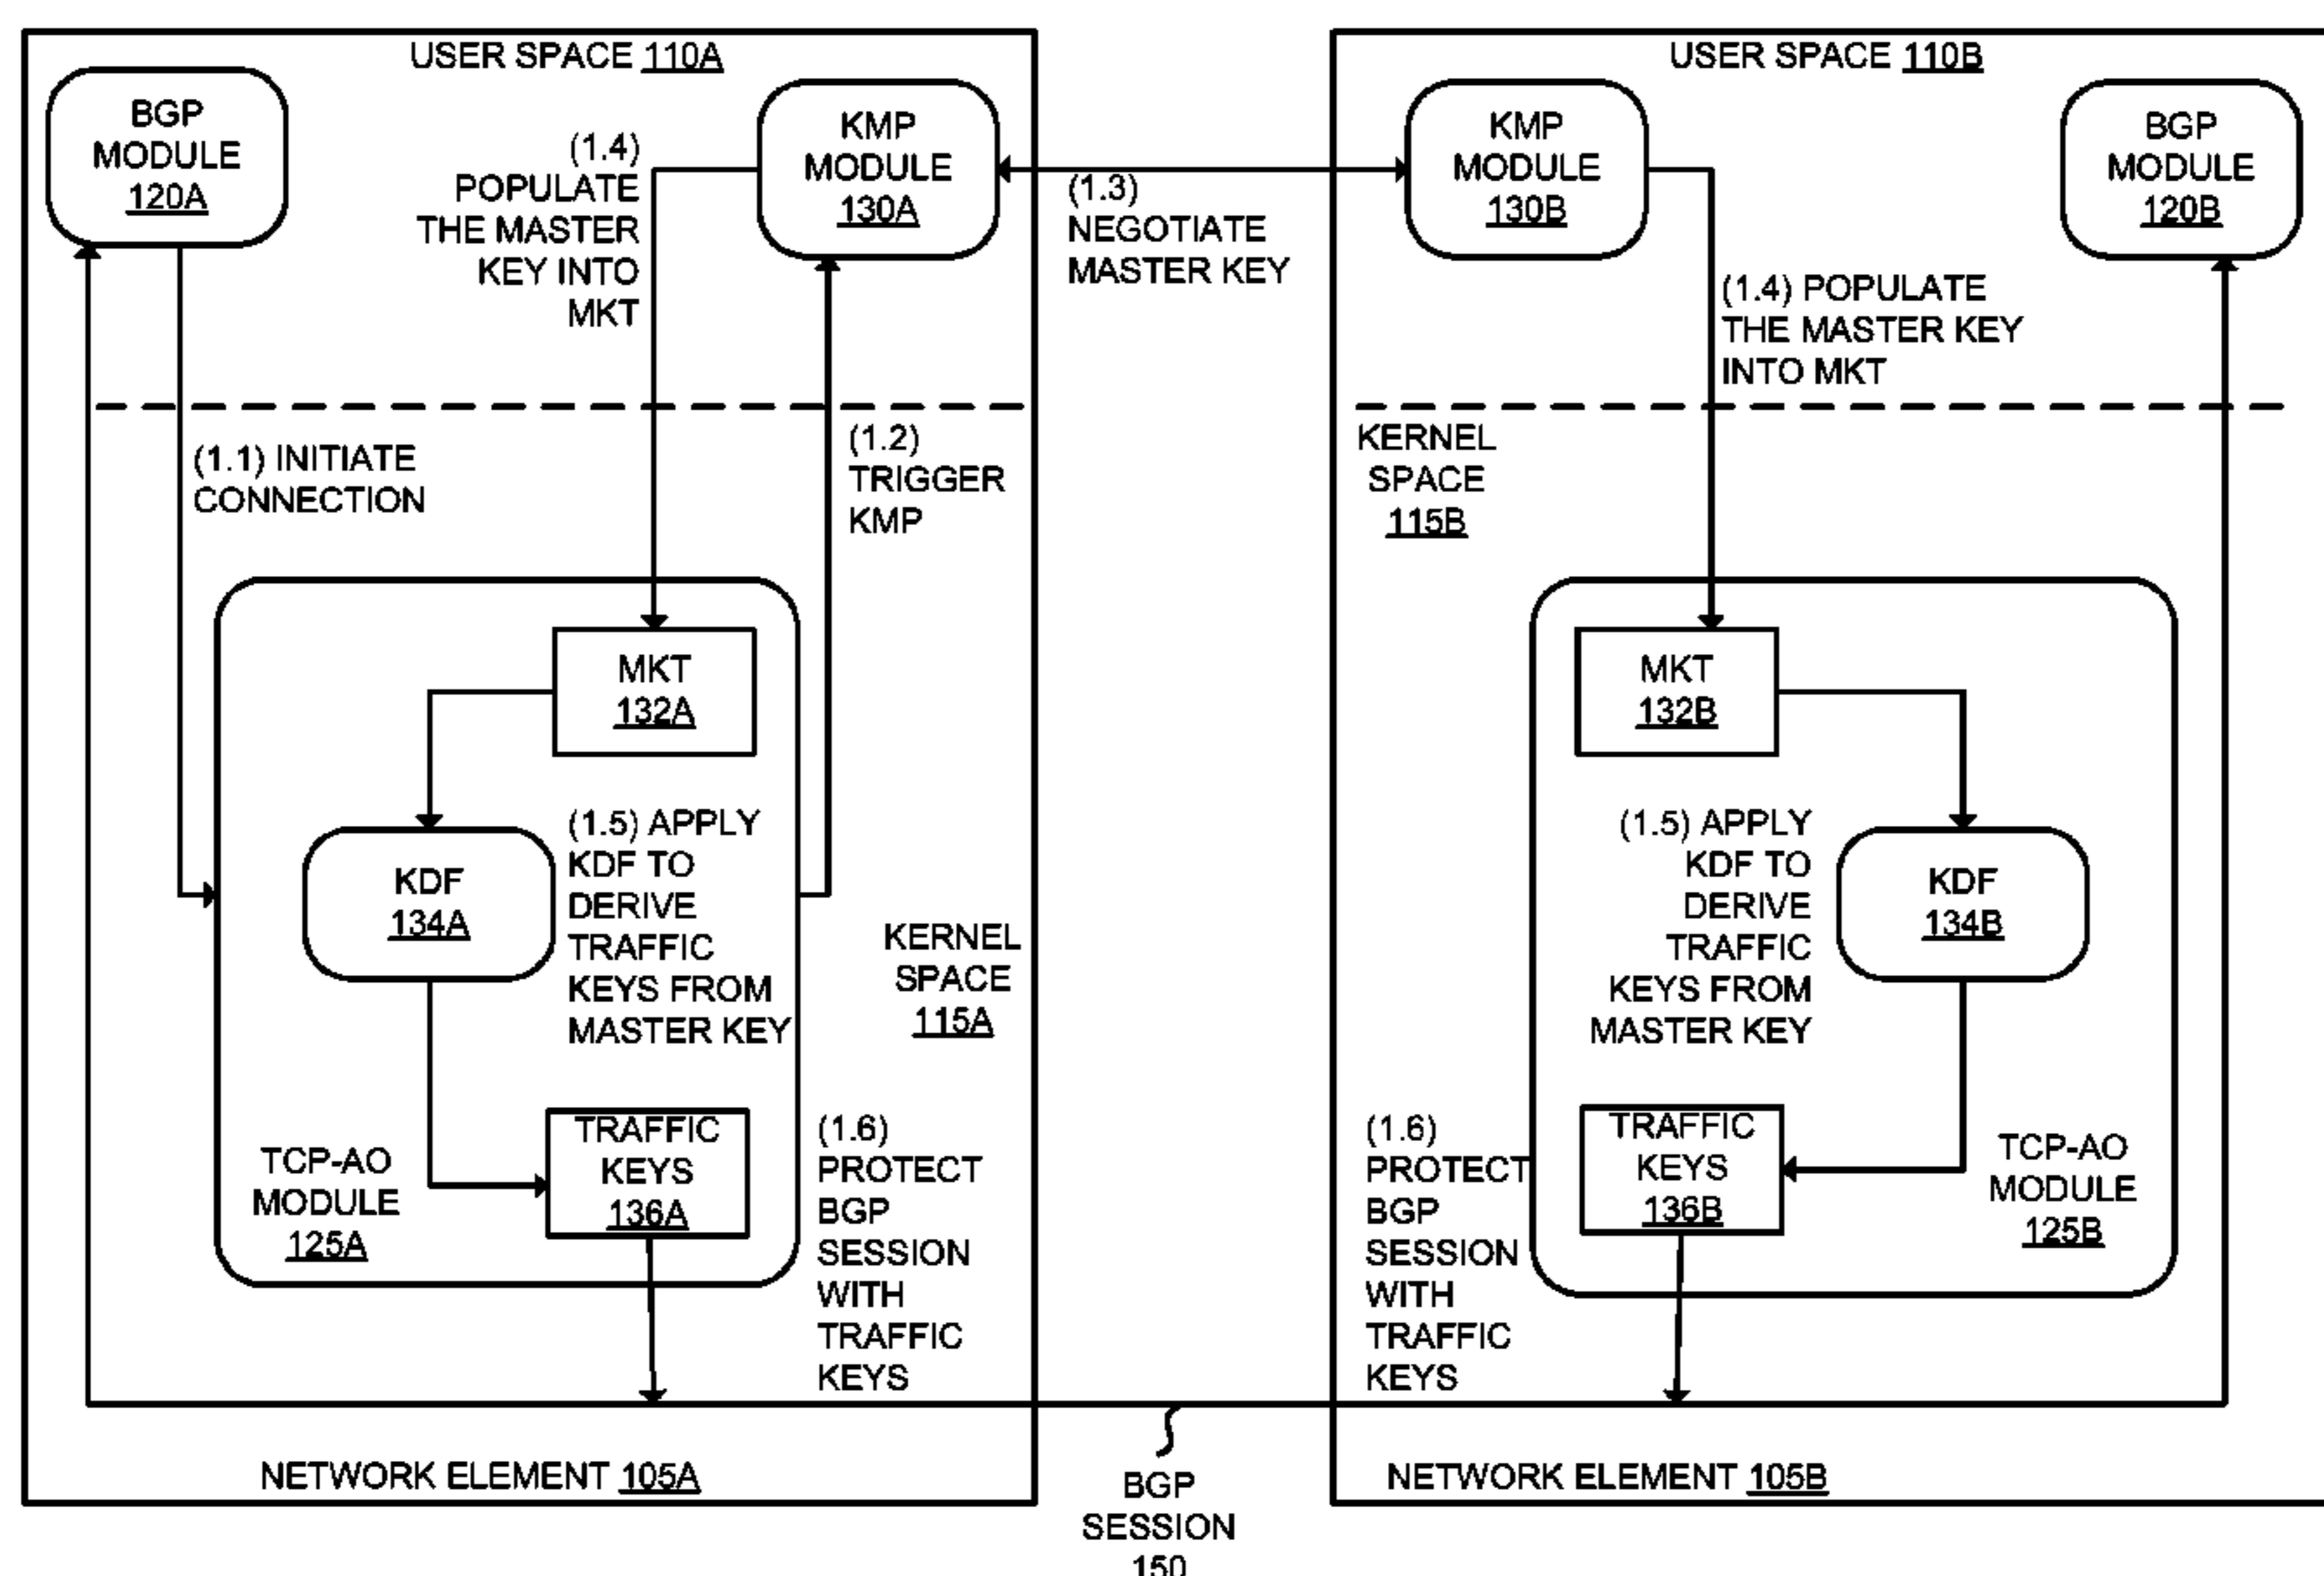 USER SPACE 110A
BGP
MODULE
120A
(1.4)
POPULATE
THE MASTER
KEY INTO
MKT
KMP
MODULE
130A
(1.3)
NEGOTIATE
MASTER KEY
(1.1) INITIATE
CONNECTION
(1.2)
TRIGGER
KMP
MKT
132A
KDF
134A
(1.5) APPLY
KDF TO
DERIVE
TRAFFIC
KEYS FROM
MASTER KEY
KERNEL
SPACE
115A
TRAFFIC
KEYS
136A
TCP-AO
MODULE
125A
(1.6)
PROTECT
BGP
SESSION
WITH
TRAFFIC
KEYS
NETWORK ELEMENT 105A
BGP
SESSION
150
USER SPACE 110B
KMP
MODULE
130B
BGP
MODULE
120B
(1.4) POPULATE
THE MASTER KEY
INTO MKT
KERNEL
SPACE
115B
MKT
132B
(1.5) APPLY
KDF TO
DERIVE
TRAFFIC
KEYS FROM
MASTER KEY
KDF
134B
(1.6)
PROTECT
BGP
SESSION
WITH
TRAFFIC
KEYS
TRAFFIC
KEYS
136B
TCP-AO
MODULE
125B
NETWORK ELEMENT 105B